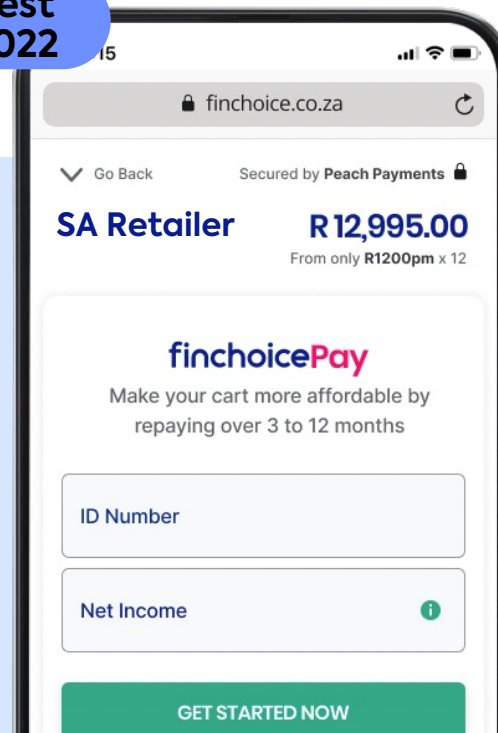 est
022
15
finchoice.co.za
Go Back
Secured by Peach Payments
SA Retailer
R 12,995.00
From only R1200pm x 12
finchoicePay
Make your cart more affordable by
repaying over 3 to 12 months
ID Number
Net Income
GET STARTED NOW